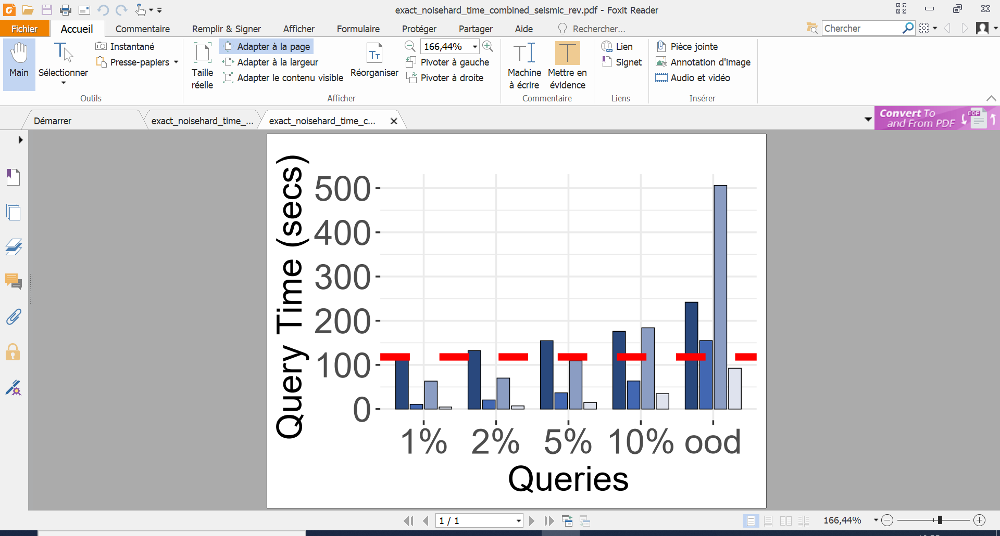 exact_noisehard_time_combined_seismic_rev.pdf - Foxit Reader
Fichier Accueil Commentaire Remplir & Signer Afficher Formulaire Protéger Partager Aide Rechercher... Chercher
Main
Sélectionner
Instantané
Presse-papiers
Outils
Taille
réelle
Adapter à la page
Adapter à la largeur
Adapter le contenu visible
Réorganiser
166,44%
Pivoter à gauche
Pivoter à droite
Afficher
Machine
à écrire
Mettre en
évidence
Commentaire
Lien
Signet
Liens
Pièce jointe
Annotation d'image
Audio et vidéo
Insérer
Démarrer exact_noisehard_time_... exact_noisehard_time_c...
Convert To
and From PDF
PDF
Query Time (secs)
500
400
300
200
100
0
1% 2% 5% 10% ood
Queries
1 / 1
166,44%